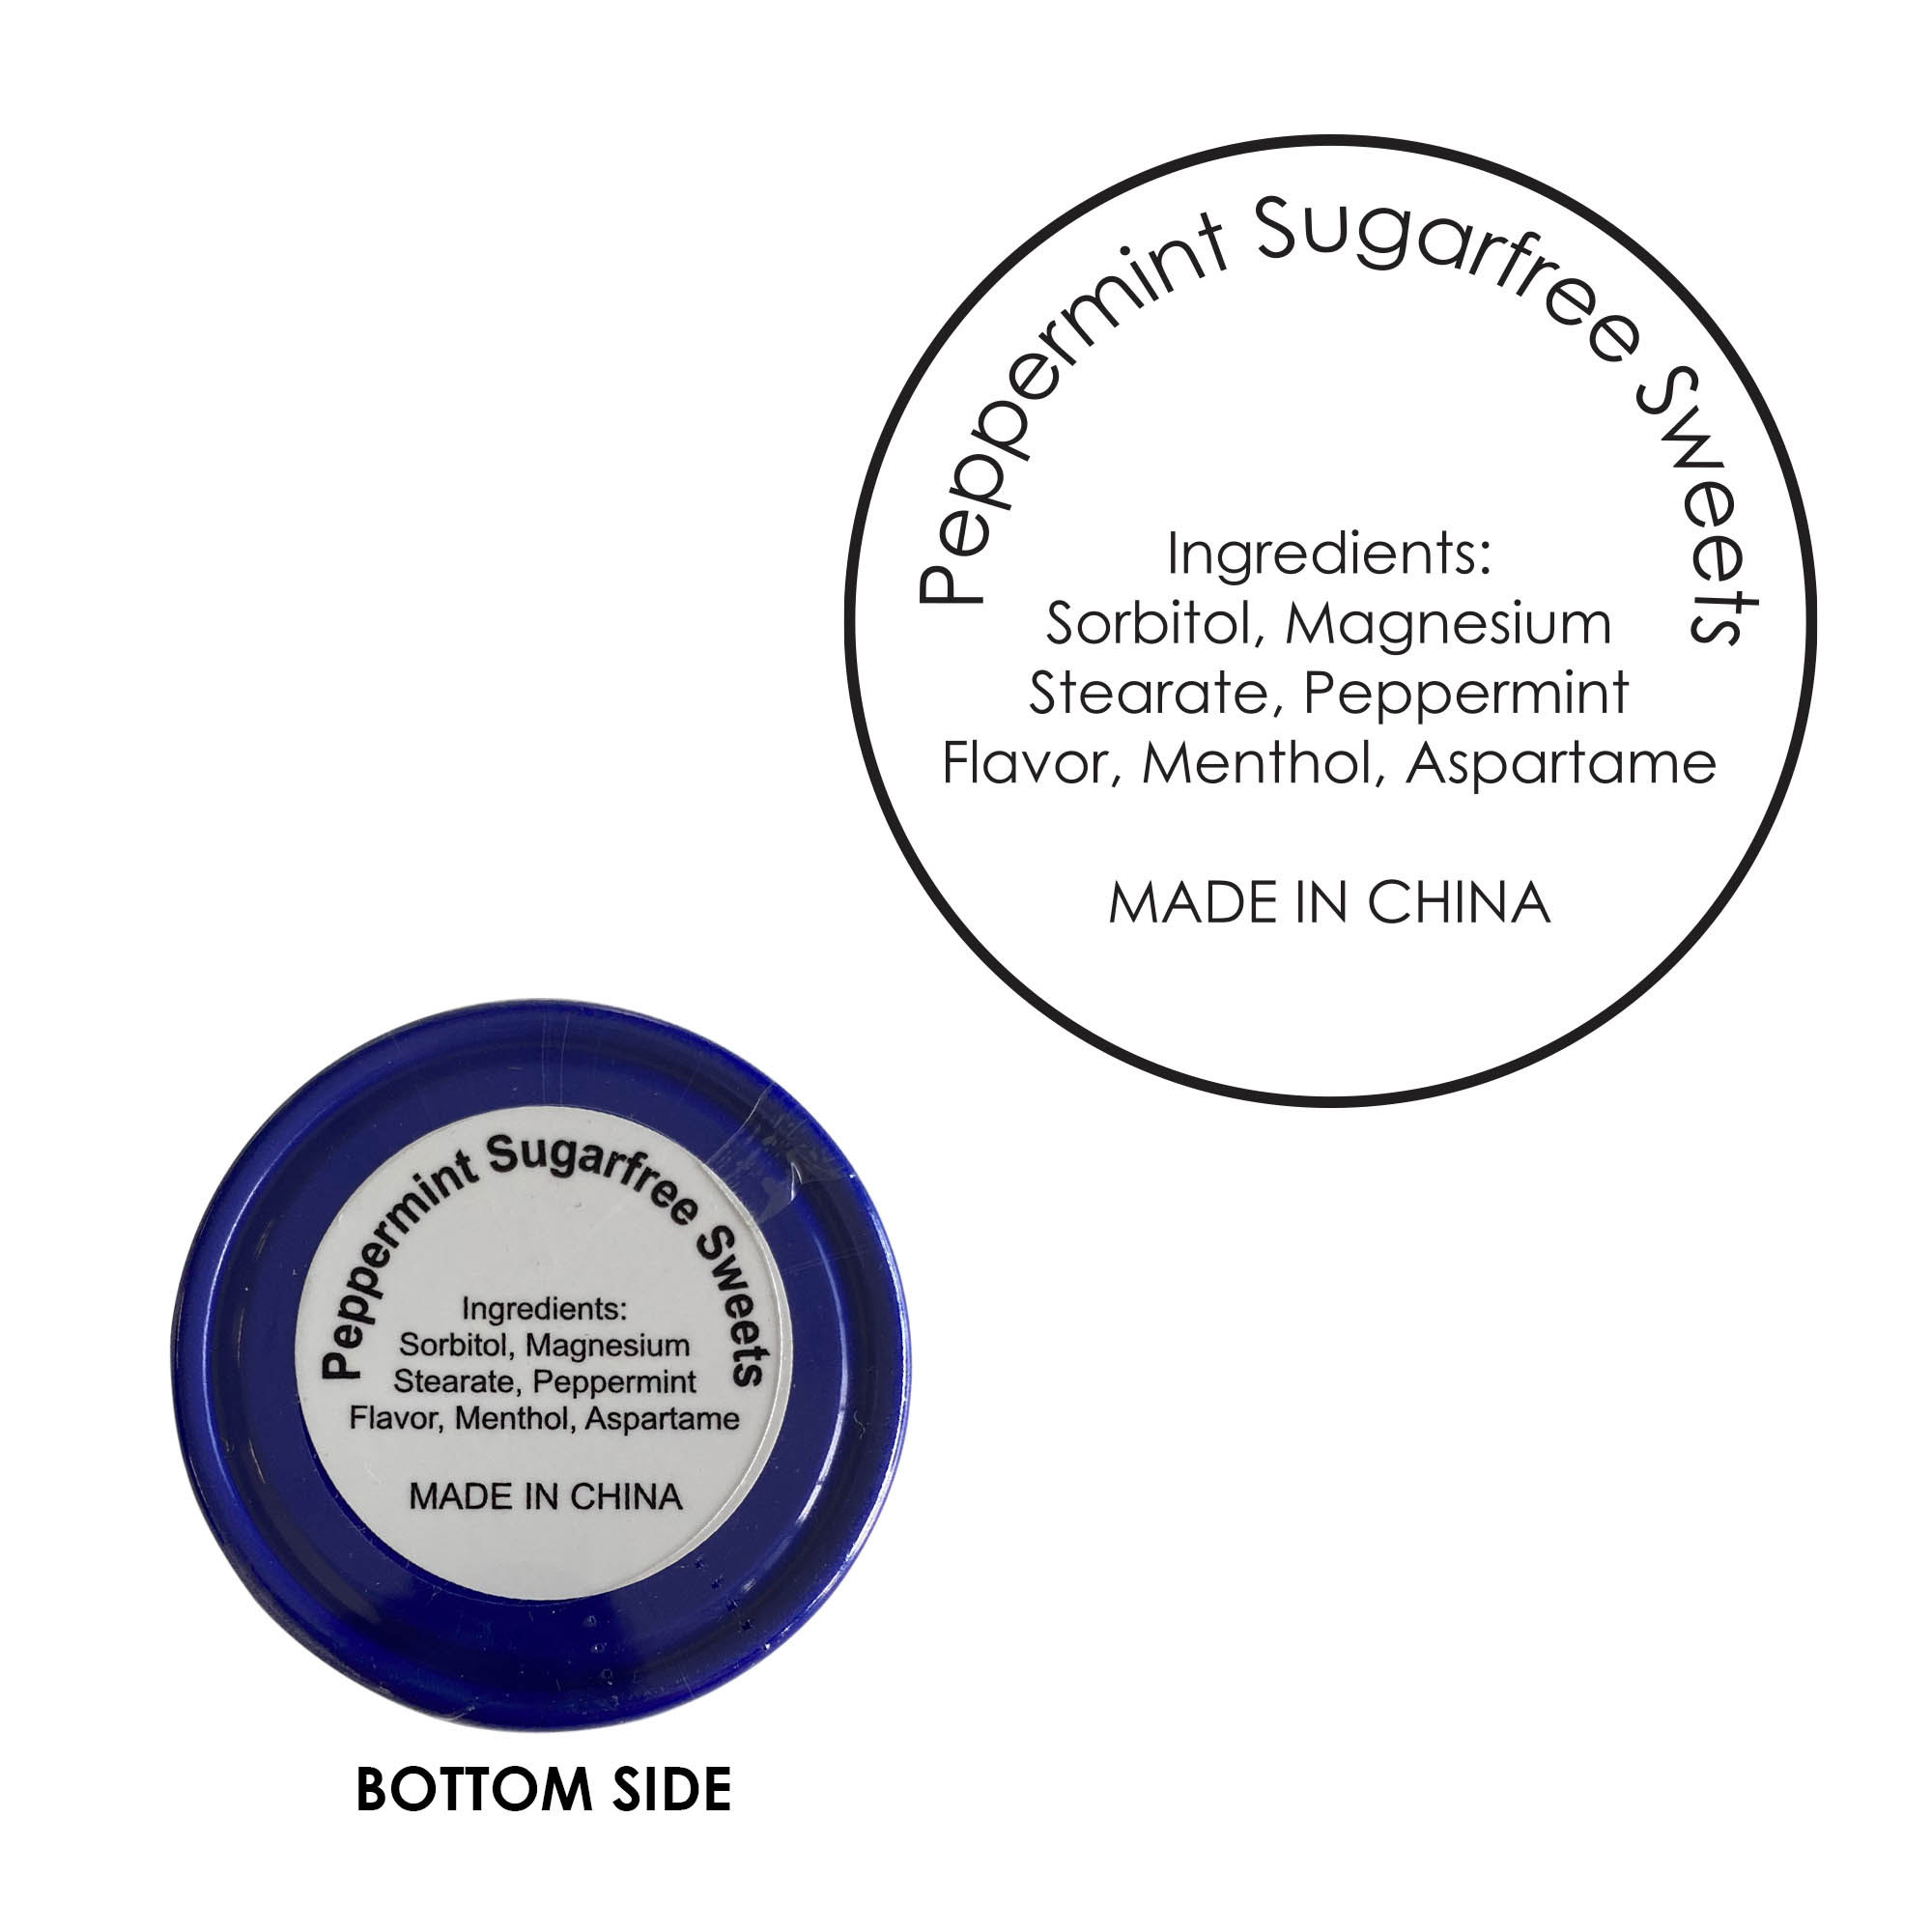 Peppermint Sugarfree Sweets
Ingredients:
Sorbitol, Magnesium
Stearate, Peppermint
Flavor, Menthol, Aspartame
MADE IN CHINA
Peppermint Sugarfree Sweets
Ingredients:
Sorbitol, Magnesium
Stearate, Peppermint
Flavor, Menthol, Aspartame
MADE IN CHINA
BOTTOM SIDE